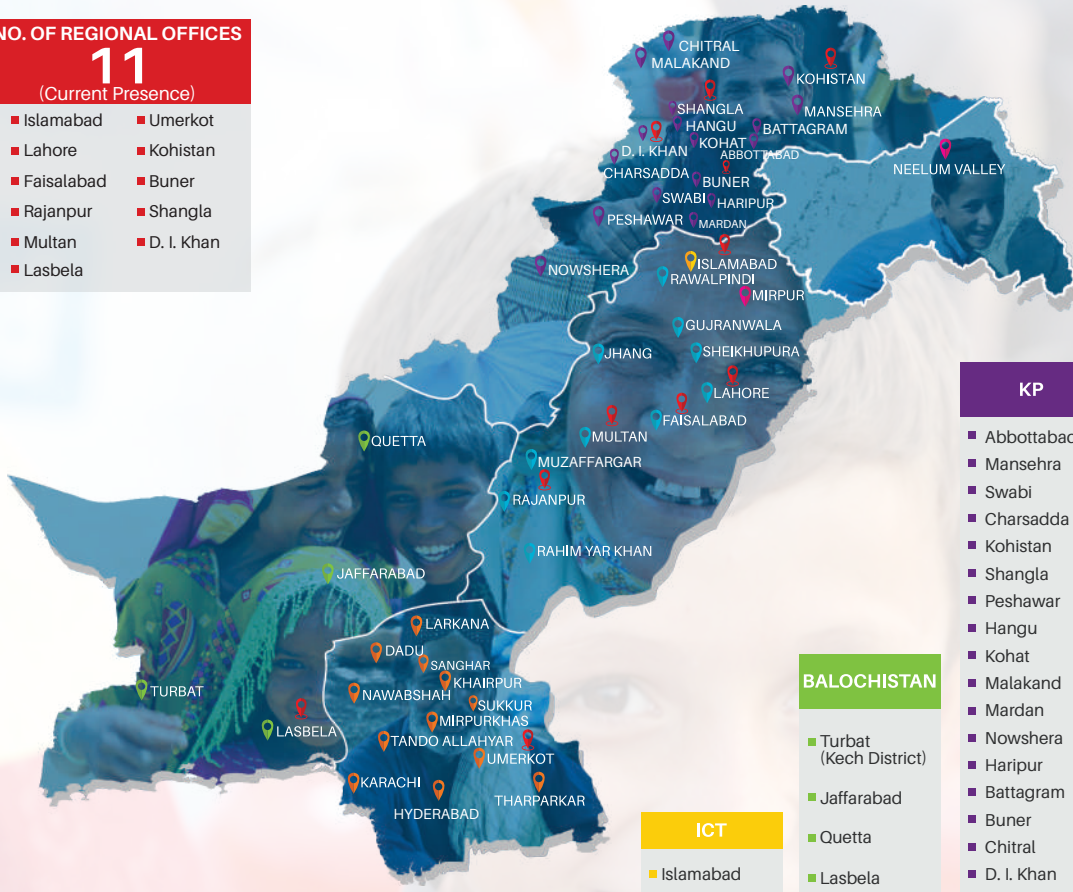 NO. OF REGIONAL OFFICES
11
(Current Presence)
Islamabad
Lahore
Faisalabad
Rajanpur
Multan
Lasbela
Umerkot
Kohistan
Buner
Shangla
D. I. Khan
CHITRAL
MALAKAND
KOHISTAN
MANSEHRA
SHANGLA
HANGU
BATTAGRAM
KOHAT
D. I. KHAN
ABBOTTABAD
CHARSADDA
BUNER
SWABI
HARIPUR
PESHAWAR
MARDAN
NEELUM VALLEY
NOWSHERA
ISLAMABAD
RAWALPINDI
MIRPUR
GUJRANWALA
JHANG
SHEIKHUPURA
LAHORE
FAISALABAD
MULTAN
MUZAFFARGAR
RAJANPUR
RAHIM YAR KHAN
QUETTA
JAFFARABAD
TURBAT
LASBELA
LARKANA
DADU
SANGHAR
KHAIRPUR
NAWABSHAH
SUKKUR
MIRPURKHAS
TANDO ALLAHYAR
UMERKOT
KARACHI
HYDERABAD
THARPARKAR
ICT
Islamabad
BALOCHISTAN
Turbat
(Kech District)
Jaffarabad
Quetta
Lasbela
KP
Abbottabad
Mansehra
Swabi
Charsadda
Kohistan
Shangla
Peshawar
Hangu
Kohat
Malakand
Mardan
Nowshera
Haripur
Battagram
Buner
Chitral
D. I. Khan